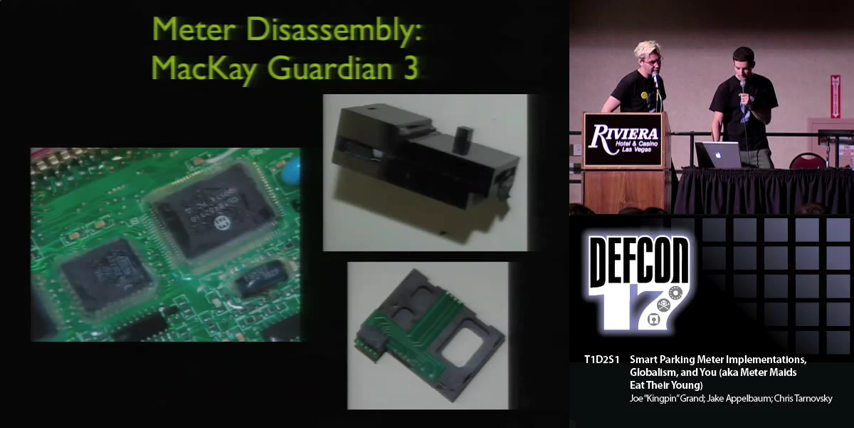 Meter Disassembly:
MacKay Guardian 3
RIVIERA
Hotel & Casino
Las Vegas
DEFCON
17
T1D2S1 Smart Parking Meter Implementations,
Globalism, and You (aka Meter Maids
Eat Their Young)
Joe "Kingpin" Grand; Jake Appelbaum; Chris Tarnovsky